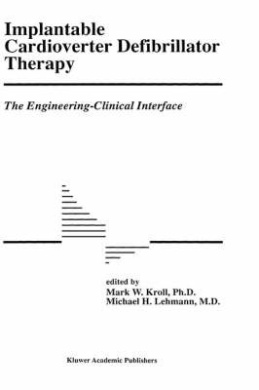 Implantable
Cardioverter Defibrillator
Therapy
The Engineering-Clinical Interface
edited by
Mark W. Kroll, Ph.D.
Michael H. Lehmann, M.D.
Kluwer Academic Publishers